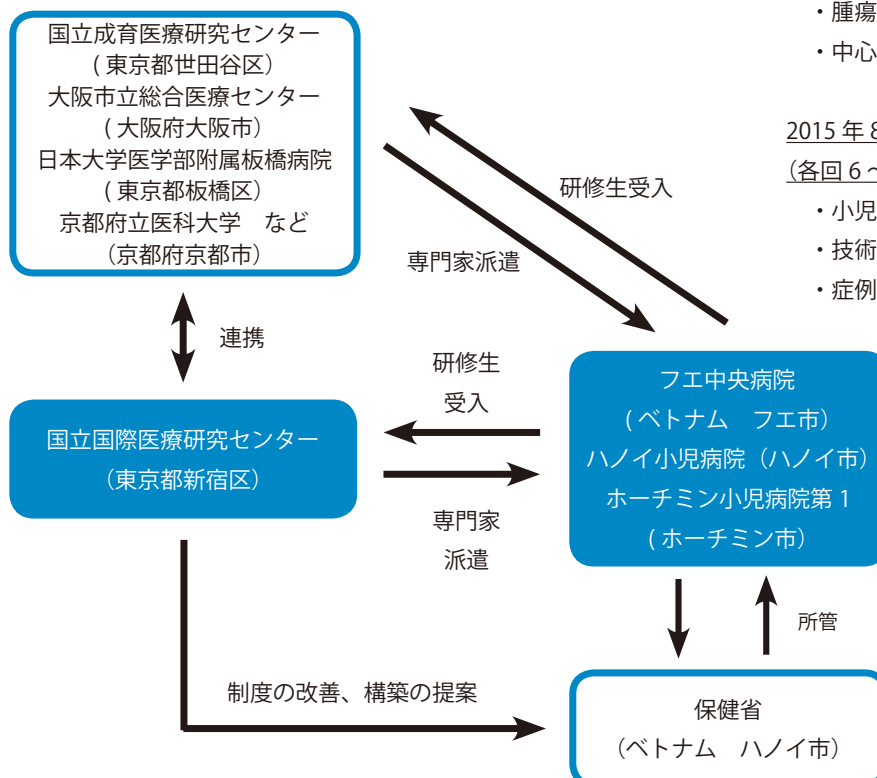 国立成育医療研究センター
( 東京都世田谷区）
大阪市立総合医療センター
( 大阪府大阪市）
日本大学医学部附属板橋病院
( 東京都板橋区）
京都府立医科大学　など
（京都府京都市）
・腫瘍
・中心
2015 年 8
（各回 6 ～
・小児
・技術
・症例
研修生受入
専門家派遣
連携
研修生
受入
国立国際医療研究センター
（東京都新宿区）
専門家
派遣
フエ中央病院
( ベトナム　フエ市）
ハノイ小児病院（ハノイ市）
ホーチミン小児病院第 1
( ホーチミン市）
所管
制度の改善、構築の提案
保健省
（ベトナム　ハノイ市）